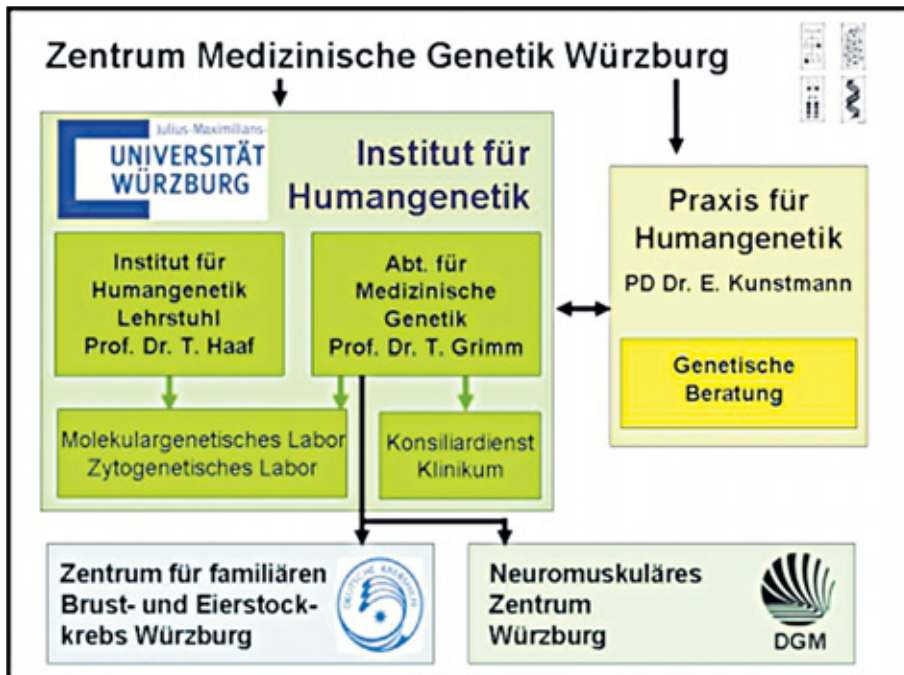 Zentrum Medizinische Genetik Würzburg
Julius-Maximilians-
UNIVERSITÄT
WÜRZBURG
Institut für
Humangenetik
Institut für
Humangenetik
Lehrstuhl
Prof. Dr. T. Haaf
Abt. für
Medizinische
Genetik
Prof. Dr. T. Grimm
Molekulargenetisches Labor
Zytogenetisches Labor
Konsiliardienst
Klinikum
Praxis für
Humangenetik
PD Dr. E. Kunstmann
Genetische
Beratung
Zentrum für familiären
Brust- und Eierstock-
krebs Würzburg
DEUTSCHE KREBSHILFE
Neuromuskuläres
Zentrum
Würzburg
DGM